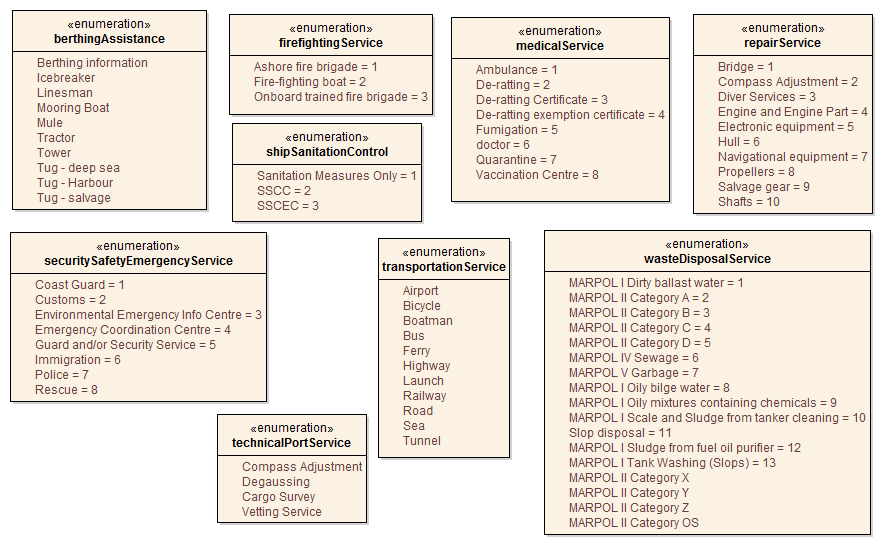 «enumeration»
berthingAssistance
Berthing information
Icebreaker
Linesman
Mooring Boat
Mule
Tractor
Tower
Tug - deep sea
Tug - Harbour
Tug - salvage
«enumeration»
firefightingService
Ashore fire brigade = 1
Fire-fighting boat = 2
Onboard trained fire brigade = 3
«enumeration»
shipSanitationControl
Sanitation Measures Only = 1
SSCC = 2
SSCEC = 3
«enumeration»
medicalService
Ambulance = 1
De-ratting = 2
De-ratting Certificate = 3
De-ratting exemption certificate = 4
Fumigation = 5
doctor = 6
Quarantine = 7
Vaccination Centre = 8
«enumeration»
repairService
Bridge = 1
Compass Adjustment = 2
Diver Services = 3
Engine and Engine Part = 4
Electronic equipment = 5
Hull = 6
Navigational equipment = 7
Propellers = 8
Salvage gear = 9
Shafts = 10
«enumeration»
securitySafetyEmergencyService
Coast Guard = 1
Customs = 2
Environmental Emergency Info Centre = 3
Emergency Coordination Centre = 4
Guard and/or Security Service = 5
Immigration = 6
Police = 7
Rescue = 8
«enumeration»
transportationService
Airport
Bicycle
Boatman
Bus
Ferry
Highway
Launch
Railway
Road
Sea
Tunnel
«enumeration»
wasteDisposalService
MARPOL I Dirty ballast water = 1
MARPOL II Category A = 2
MARPOL II Category B = 3
MARPOL II Category C = 4
MARPOL II Category D = 5
MARPOL IV Sewage = 6
MARPOL V Garbage = 7
MARPOL I Oily bilge water = 8
MARPOL I Oily mixtures containing chemicals = 9
MARPOL I Scale and Sludge from tanker cleaning = 10
Slop disposal = 11
MARPOL I Sludge from fuel oil purifier = 12
MARPOL I Tank Washing (Slops) = 13
MARPOL II Category X
MARPOL II Category Y
MARPOL II Category Z
MARPOL II Category OS
«enumeration»
technicalPortService
Compass Adjustment
Degaussing
Cargo Survey
Vetting Service